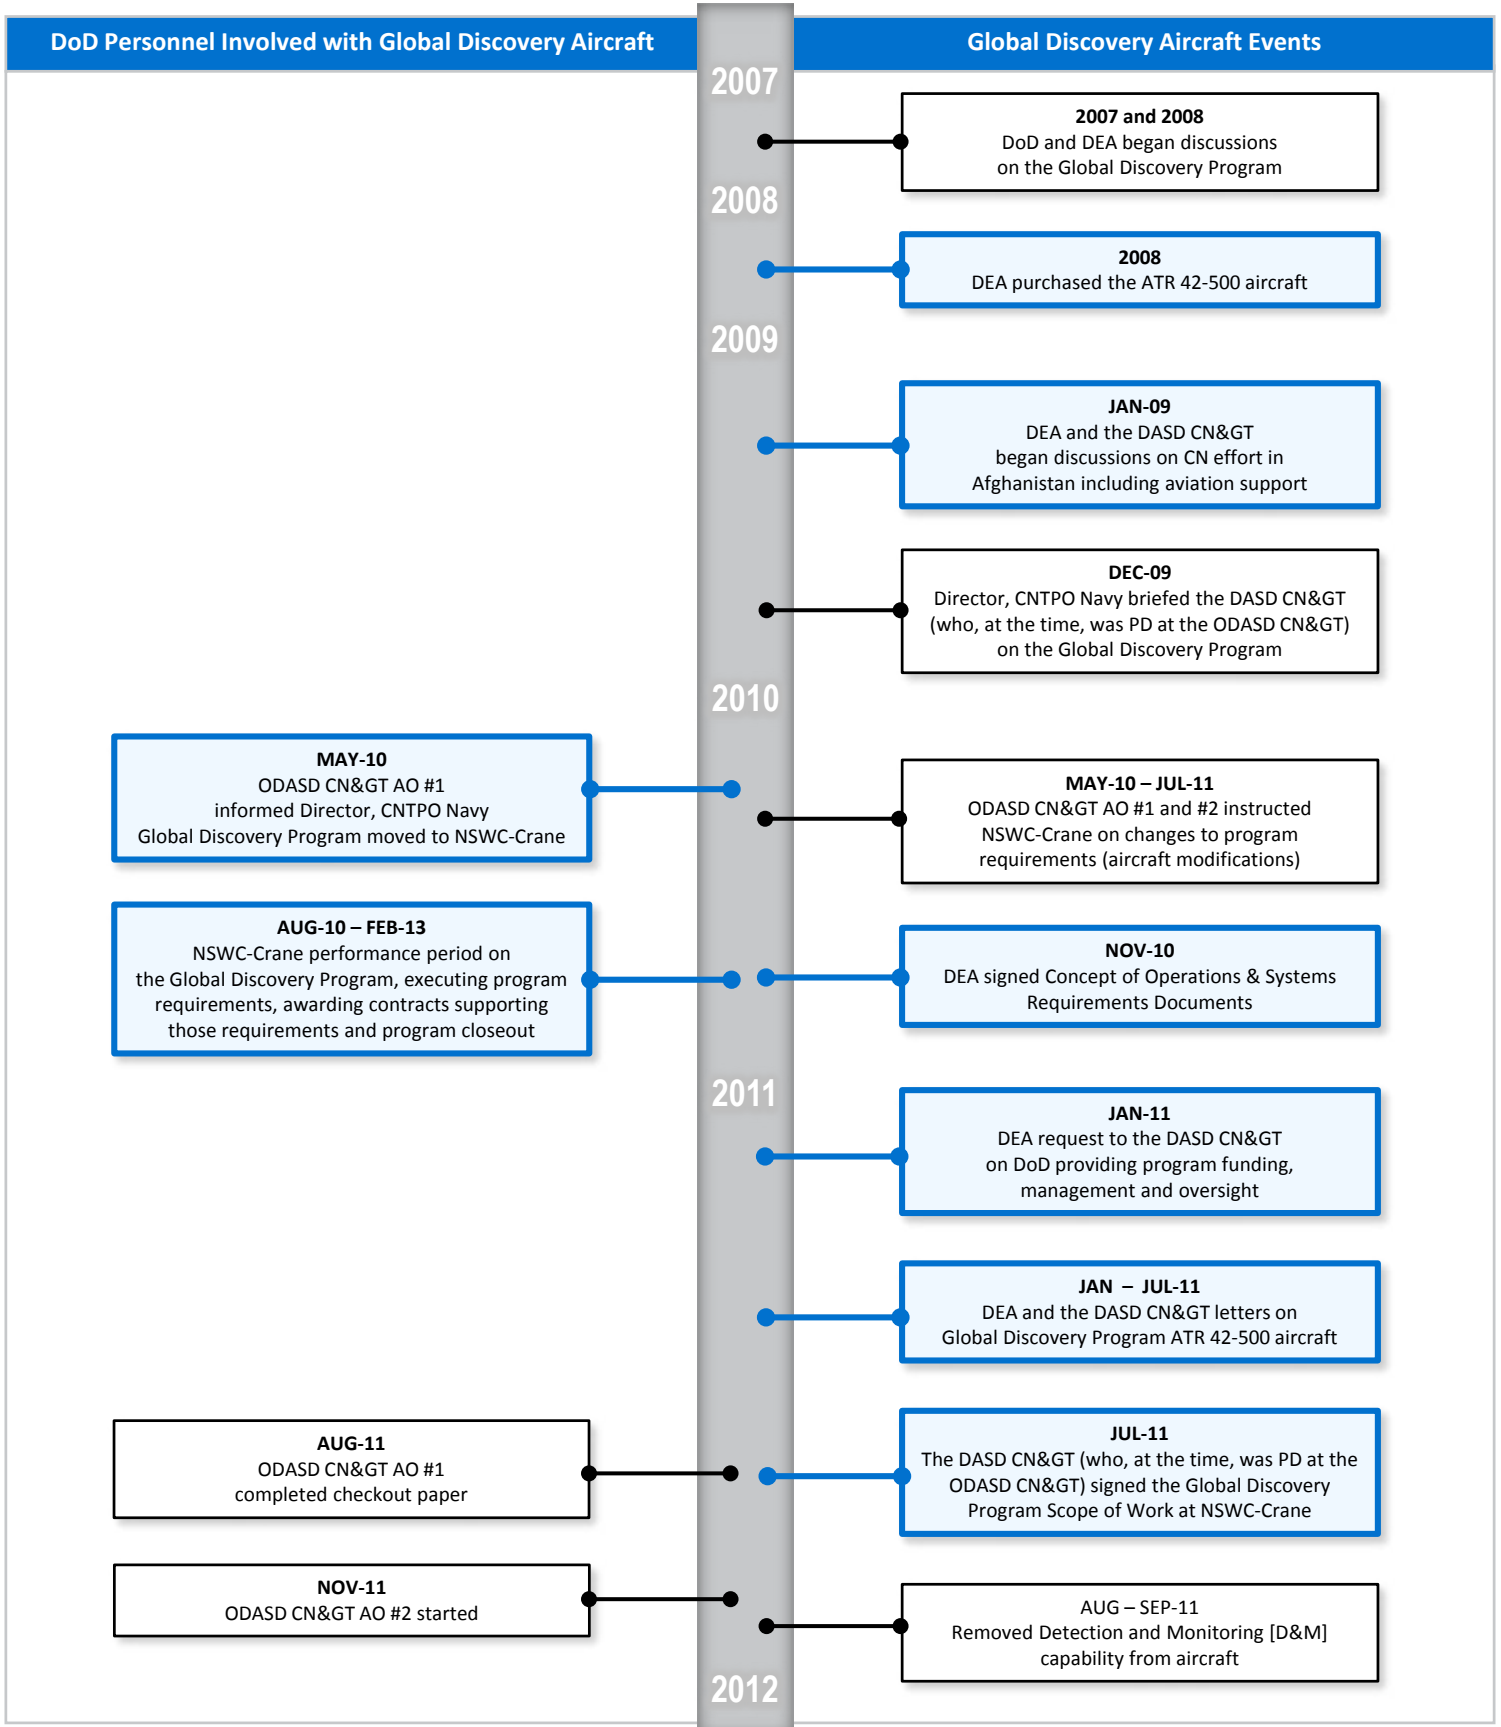 DoD Personnel Involved with Global Discovery Aircraft
Global Discovery Aircraft Events
2007
2007 and 2008
DoD and DEA began discussions
on the Global Discovery Program
2008
2008
DEA purchased the ATR 42-500 aircraft
2009
JAN-09
DEA and the DASD CN&GT
began discussions on CN effort in
Afghanistan including aviation support
DEC-09
Director, CNTPO Navy briefed the DASD CN&GT
(who, at the time, was PD at the ODASD CN&GT)
on the Global Discovery Program
2010
MAY-10
ODASD CN&GT AO #1
informed Director, CNTPO Navy
Global Discovery Program moved to NSWC-Crane
MAY-10 – JUL-11
ODASD CN&GT AO #1 and #2 instructed
NSWC-Crane on changes to program
requirements (aircraft modifications)
AUG-10 – FEB-13
NSWC-Crane performance period on
the Global Discovery Program, executing program
requirements, awarding contracts supporting
those requirements and program closeout
NOV-10
DEA signed Concept of Operations & Systems
Requirements Documents
2011
JAN-11
DEA request to the DASD CN&GT
on DoD providing program funding,
management and oversight
JAN – JUL-11
DEA and the DASD CN&GT letters on
Global Discovery Program ATR 42-500 aircraft
AUG-11
ODASD CN&GT AO #1
completed checkout paper
JUL-11
The DASD CN&GT (who, at the time, was PD at the
ODASD CN&GT) signed the Global Discovery
Program Scope of Work at NSWC-Crane
NOV-11
ODASD CN&GT AO #2 started
AUG – SEP-11
Removed Detection and Monitoring [D&M]
capability from aircraft
2012